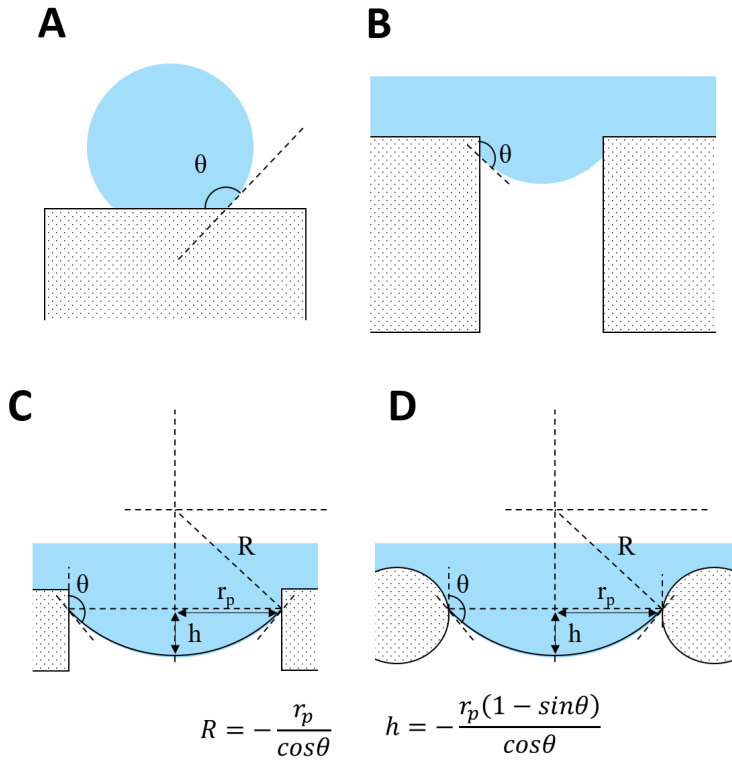 A
B
θ
θ
C
D
R
R
θ
r_p
θ
r_p
h
h
R = − r_p / cosθ
h = − r_p(1 − sinθ) / cosθ